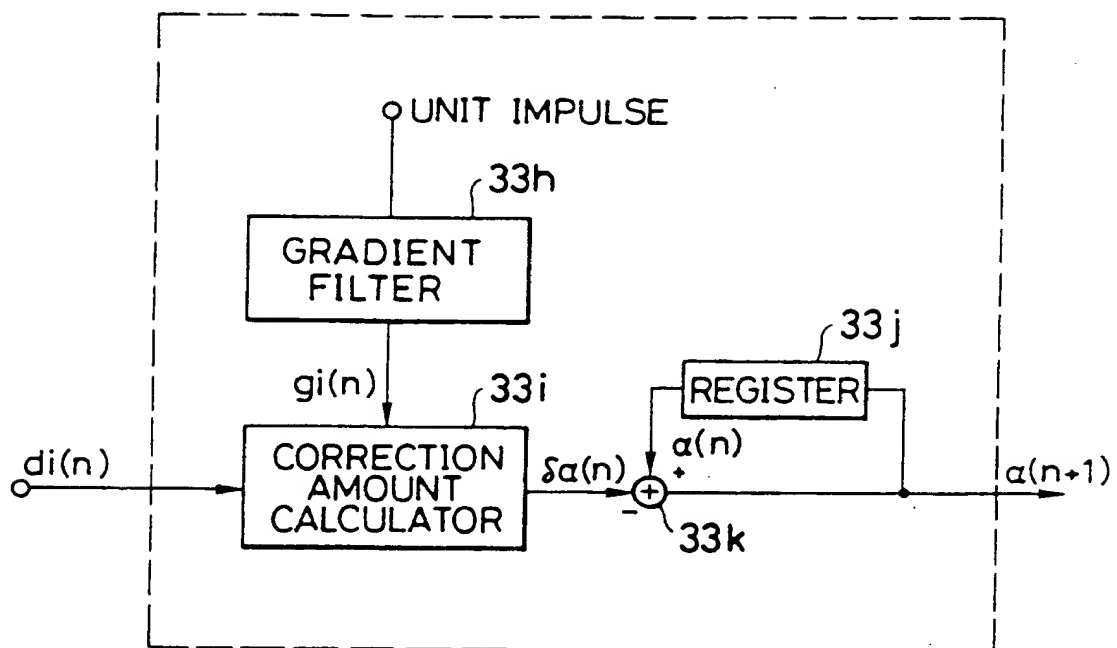 UNIT IMPULSE
33h
GRADIENT
FILTER
33j
REGISTER
gi(n)
33i
α(n)
+
di(n)
CORRECTION
AMOUNT
CALCULATOR
δα(n)
+
-
α(n+1)
33k